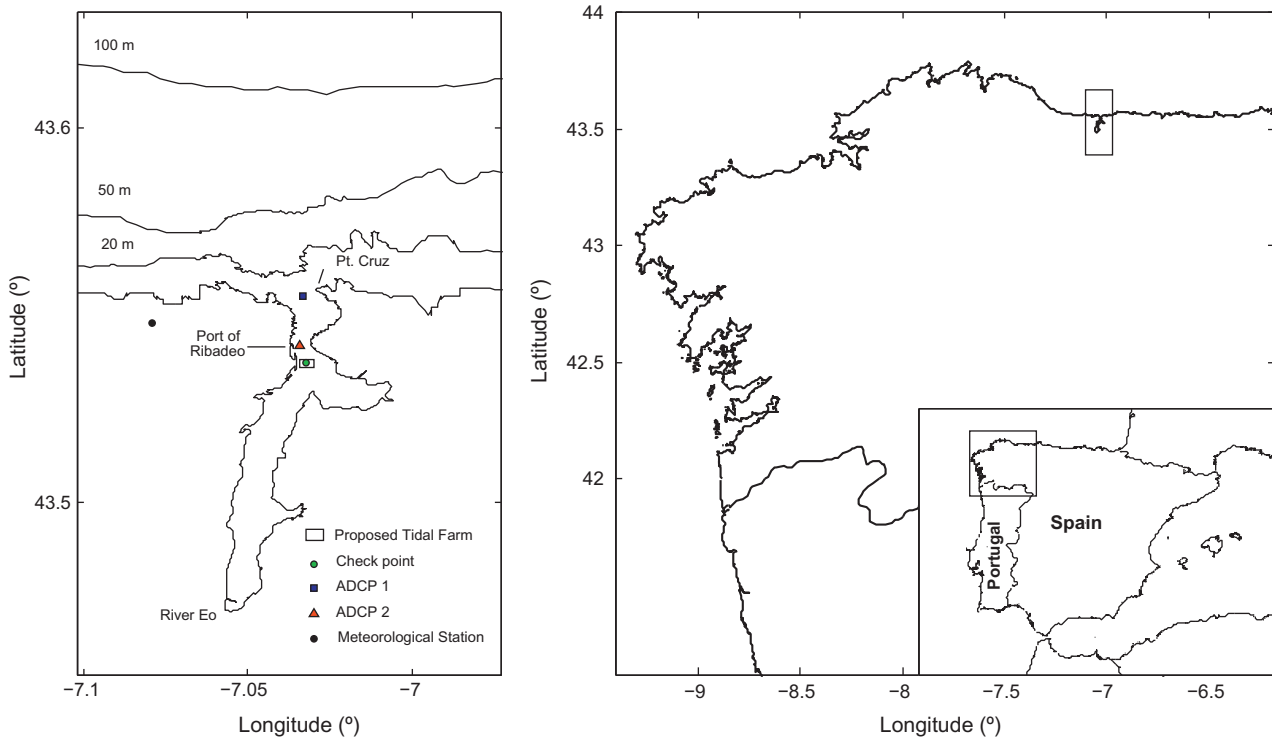 100 m
43.6
50 m
20 m
Pt. Cruz
Port of
Ribadeo
Latitude (º)
43.5
Proposed Tidal Farm
Check point
ADCP 1
ADCP 2
Meteorological Station
River Eo
−7.1
−7.05
−7
Longitude (º)
44
43.5
43
42.5
42
Latitude (º)
Spain
Portugal
−9
−8.5
−8
−7.5
−7
−6.5
Longitude (º)